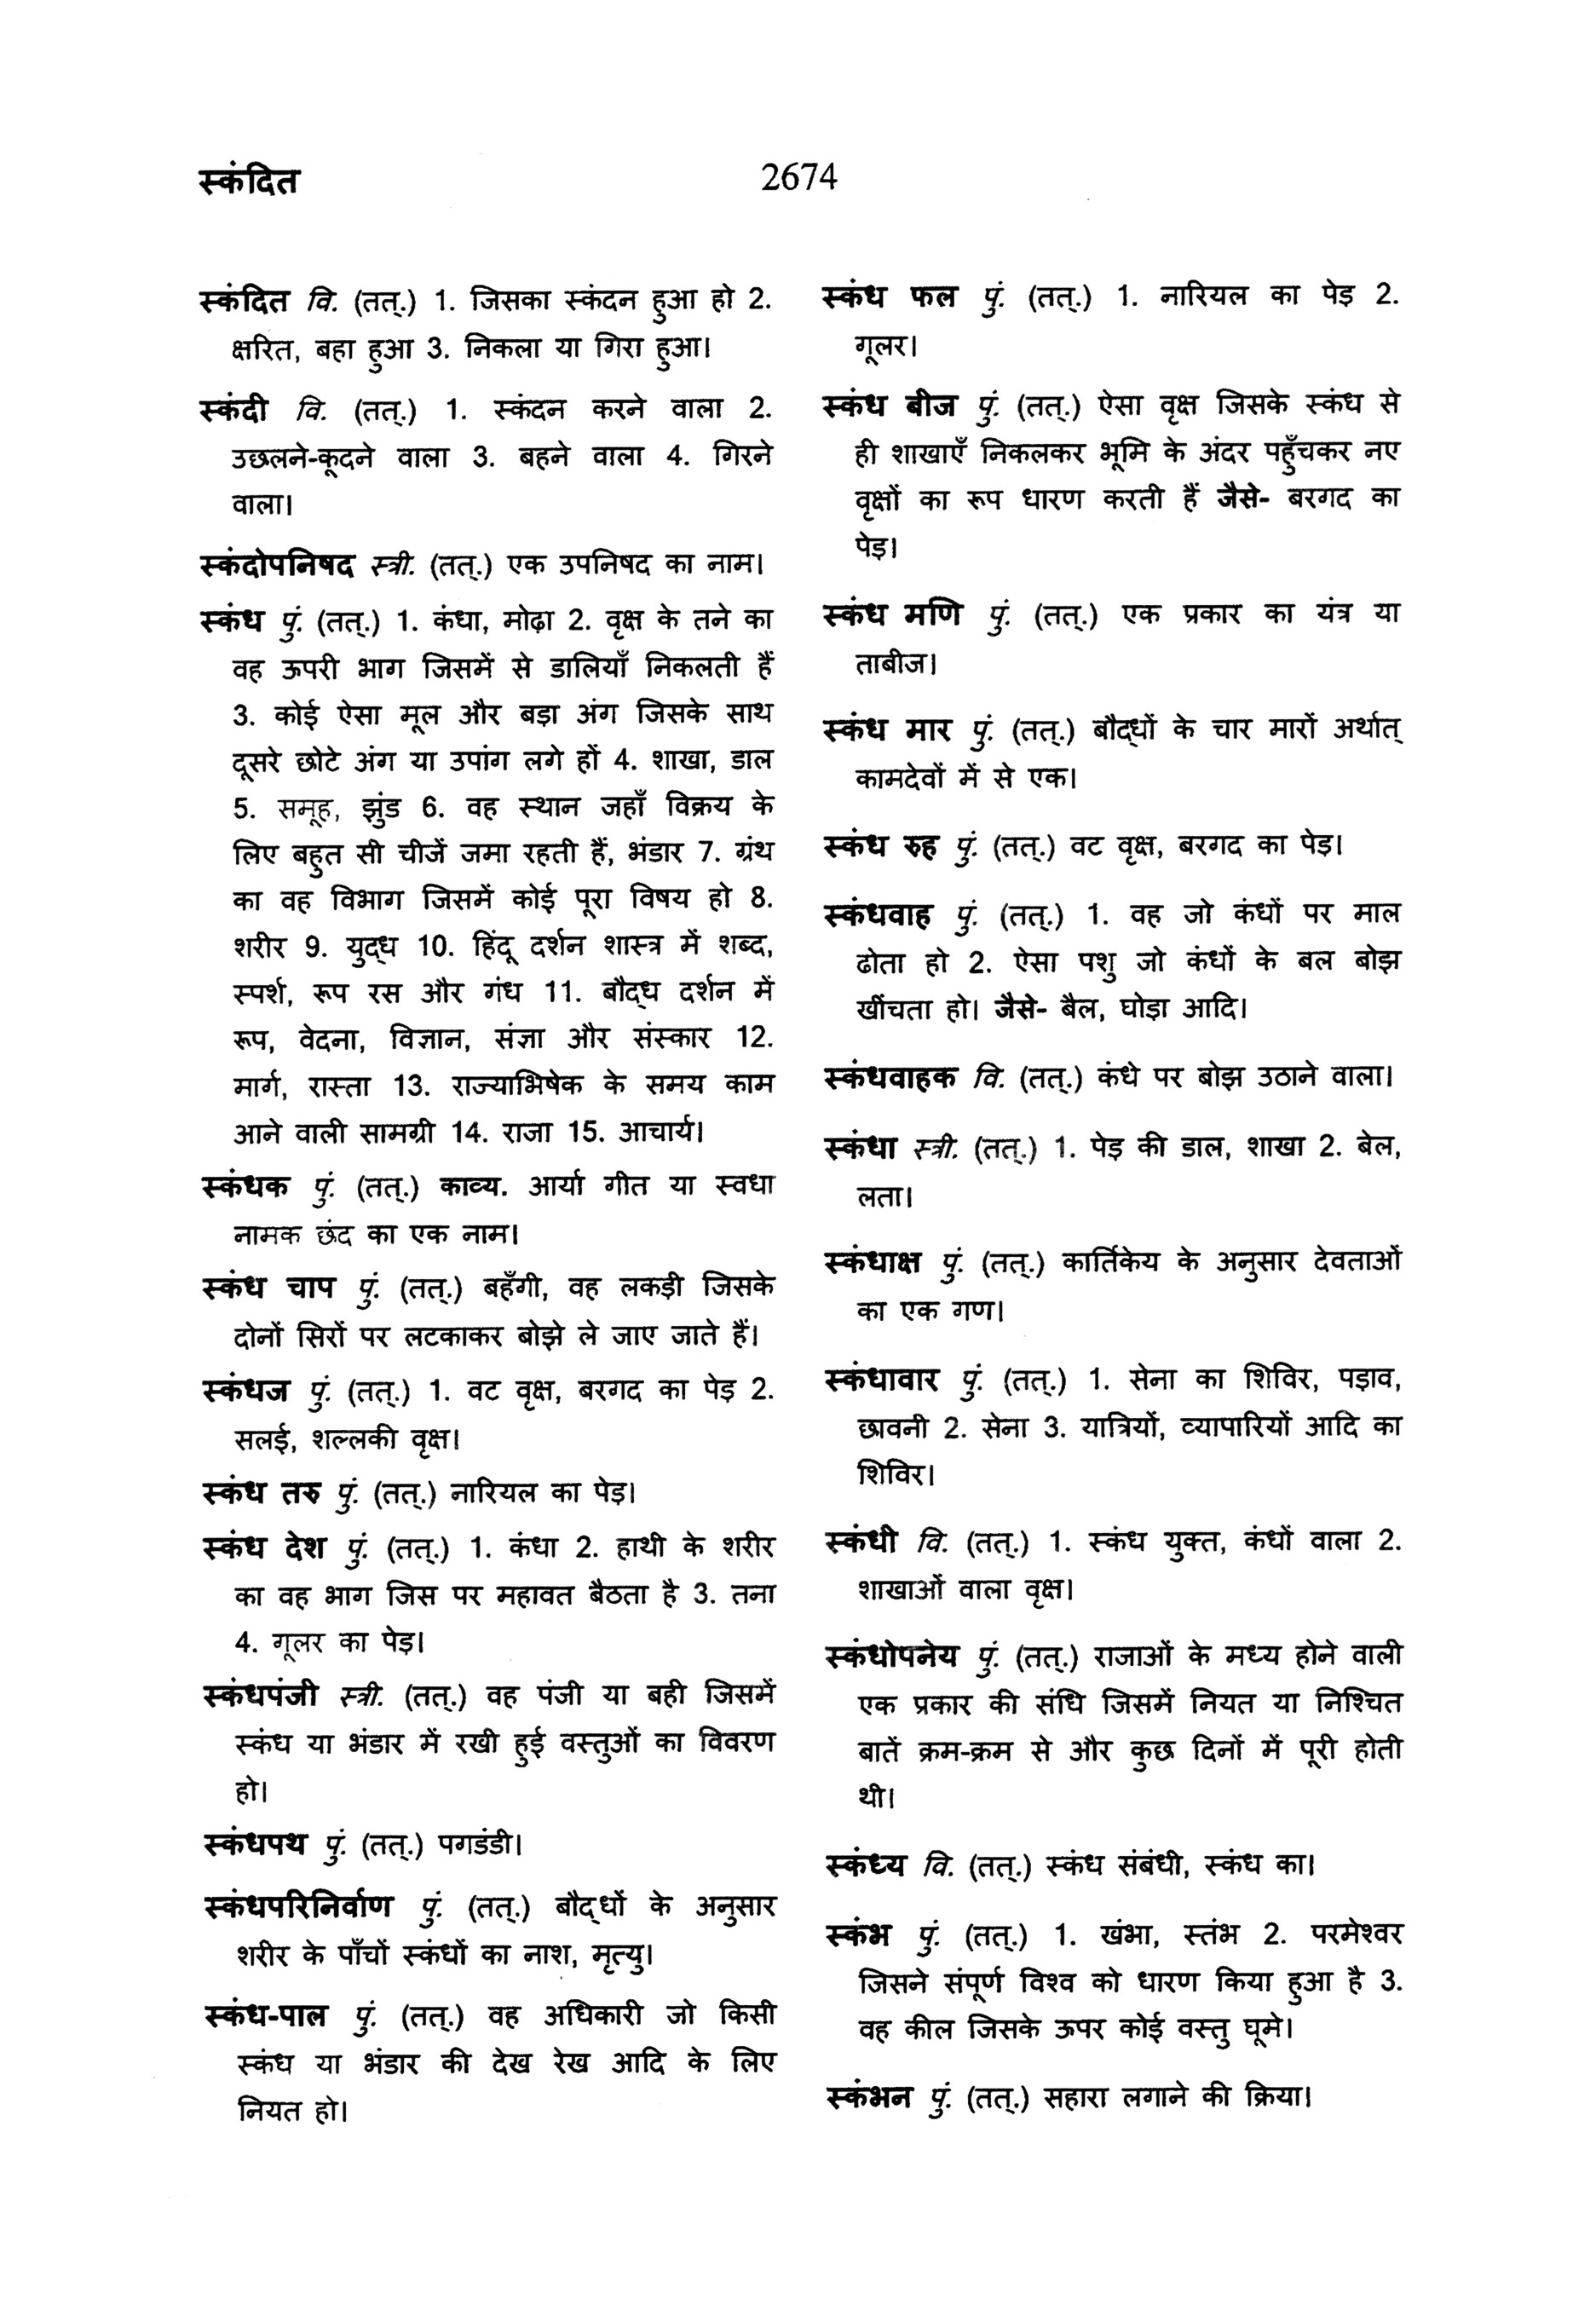 स्कंदित
2674
स्कंदित वि. (तत्.) 1. जिसका स्कंदन हुआ हो 2.
क्षरित, बहा हुआ 3. निकला या गिरा हुआ।
स्कंदी वि. (तत्.) 1. स्कंदन करने वाला 2.
उछलने-कूदने वाला 3. बहने वाला 4. गिरने
वाला।
स्कंदोपनिषद स्त्री. (तत्.) एक उपनिषद का नाम।
स्कंध पुं. (तत्.) 1. कंधा, मोढ़ा 2. वृक्ष के तने का
वह ऊपरी भाग जिसमें से डालियाँ निकलती हैं
3. कोई ऐसा मूल और बड़ा अंग जिसके साथ
दूसरे छोटे अंग या उपांग लगे हों 4. शाखा, डाल
5. समूह, झुंड 6. वह स्थान जहाँ विक्रय के
लिए बहुत सी चीजें जमा रहती हैं, भंडार 7. ग्रंथ
का वह विभाग जिसमें कोई पूरा विषय हो 8.
शरीर 9. युद्ध 10. हिंदू दर्शन शास्त्र में शब्द,
स्पर्श, रूप रस और गंध 11. बौद्ध दर्शन में
रूप, वेदना, विज्ञान, संज्ञा और संस्कार 12.
मार्ग, रास्ता 13. राज्याभिषेक के समय काम
आने वाली सामग्री 14. राजा 15. आचार्य।
स्कंधक पुं. (तत्.) काव्य. आर्या गीत या स्वधा
नामक छंद का एक नाम।
स्कंध चाप पुं. (तत्.) बहँगी, वह लकड़ी जिसके
दोनों सिरों पर लटकाकर बोझे ले जाए जाते हैं।
स्कंधज पुं. (तत्.) 1. वट वृक्ष, बरगद का पेड़ 2.
सलई, शल्लकी वृक्ष।
स्कंध तरु पुं. (तत्.) नारियल का पेड़।
स्कंध देश पुं. (तत्.) 1. कंधा 2. हाथी के शरीर
का वह भाग जिस पर महावत बैठता है 3. तना
4. गूलर का पेड़।
स्कंधपंजी स्त्री. (तत्.) वह पंजी या बही जिसमें
स्कंध या भंडार में रखी हुई वस्तुओं का विवरण
हो।
स्कंधपथ पुं. (तत्.) पगडंडी।
स्कंधपरिनिर्वाण पुं. (तत्.) बौद्धों के अनुसार
शरीर के पाँचों स्कंधों का नाश, मृत्यु।
स्कंध-पाल पुं. (तत्.) वह अधिकारी जो किसी
स्कंध या भंडार की देख रेख आदि के लिए
नियत हो।
स्कंध फल पुं. (तत्.) 1. नारियल का पेड़ 2.
गूलर।
स्कंध बीज पुं. (तत्.) ऐसा वृक्ष जिसके स्कंध से
ही शाखाएँ निकलकर भूमि के अंदर पहुँचकर नए
वृक्षों का रूप धारण करती हैं जैसे- बरगद का
पेड़।
स्कंध मणि पुं. (तत्.) एक प्रकार का यंत्र या
ताबीज।
स्कंध मार पुं. (तत्.) बौद्धों के चार मारों अर्थात्
कामदेवों में से एक।
स्कंध रुह पुं. (तत्.) वट वृक्ष, बरगद का पेड़।
स्कंधवाह पुं. (तत्.) 1. वह जो कंधों पर माल
ढोता हो 2. ऐसा पशु जो कंधों के बल बोझ
खींचता हो। जैसे- बैल, घोड़ा आदि।
स्कंधवाहक वि. (तत्.) कंधे पर बोझ उठाने वाला।
स्कंधा स्त्री. (तत्.) 1. पेड़ की डाल, शाखा 2. बेल,
लता।
स्कंधाक्ष पुं. (तत्.) कार्तिकेय के अनुसार देवताओं
का एक गण।
स्कंधावार पुं. (तत्.) 1. सेना का शिविर, पड़ाव,
छावनी 2. सेना 3. यात्रियों, व्यापारियों आदि का
शिविर।
स्कंधी वि. (तत्.) 1. स्कंध युक्त, कंधों वाला 2.
शाखाओं वाला वृक्ष।
स्कंधोपनेय पुं. (तत्.) राजाओं के मध्य होने वाली
एक प्रकार की संधि जिसमें नियत या निश्चित
बातें क्रम-क्रम से और कुछ दिनों में पूरी होती
थी।
स्कंध्य वि. (तत्.) स्कंध संबंधी, स्कंध का।
स्कंभ पुं. (तत्.) 1. खंभा, स्तंभ 2. परमेश्वर
जिसने संपूर्ण विश्व को धारण किया हुआ है 3.
वह कील जिसके ऊपर कोई वस्तु घूमे।
स्कंभन पुं. (तत्.) सहारा लगाने की क्रिया।